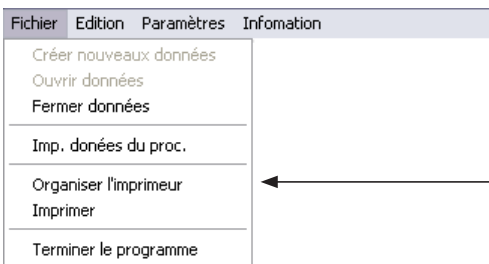 Fichier Edition Paramètres Infomation
Créer nouveaux données
Ouvrir données
Fermer données
Imp. donées du proc.
Organiser l'imprimeur
Imprimer
Terminer le programme